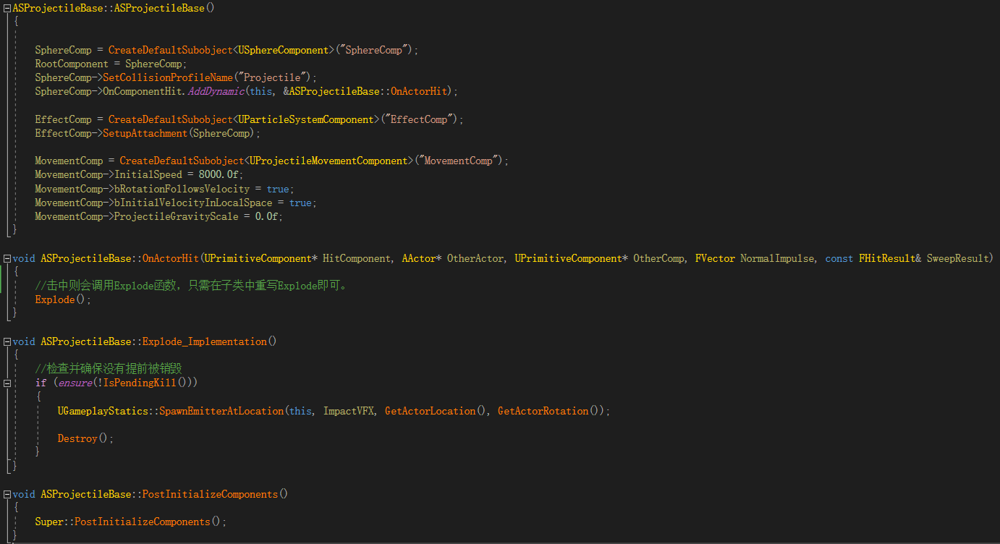 ASProjectileBase::ASProjectileBase()
{
SphereComp = CreateDefaultSubobject<USphereComponent>("SphereComp");
RootComponent = SphereComp;
SphereComp->SetCollisionProfileName("Projectile");
SphereComp->OnComponentHit.AddDynamic(this, &ASProjectileBase::OnActorHit);
EffectComp = CreateDefaultSubobject<UParticleSystemComponent>("EffectComp");
EffectComp->SetupAttachment(SphereComp);
MovementComp = CreateDefaultSubobject<UProjectileMovementComponent>("MovementComp");
MovementComp->InitialSpeed = 8000.0f;
MovementComp->bRotationFollowsVelocity = true;
MovementComp->bInitialVelocityInLocalSpace = true;
MovementComp->ProjectileGravityScale = 0.0f;
}
void ASProjectileBase::OnActorHit(UPrimitiveComponent* HitComponent, AActor* OtherActor, UPrimitiveComponent* OtherComp, FVector NormalImpulse, const FHitResult& SweepResult)
{
//击中则会调用Explode函数，只需在子类中重写Explode即可。
Explode();
}
void ASProjectileBase::Explode_Implementation()
{
//检查并确保没有提前被销毁
if (ensure(!IsPendingKill()))
{
UGameplayStatics::SpawnEmitterAtLocation(this, ImpactVFX, GetActorLocation(), GetActorRotation());
Destroy();
}
}
void ASProjectileBase::PostInitializeComponents()
{
Super::PostInitializeComponents();
}